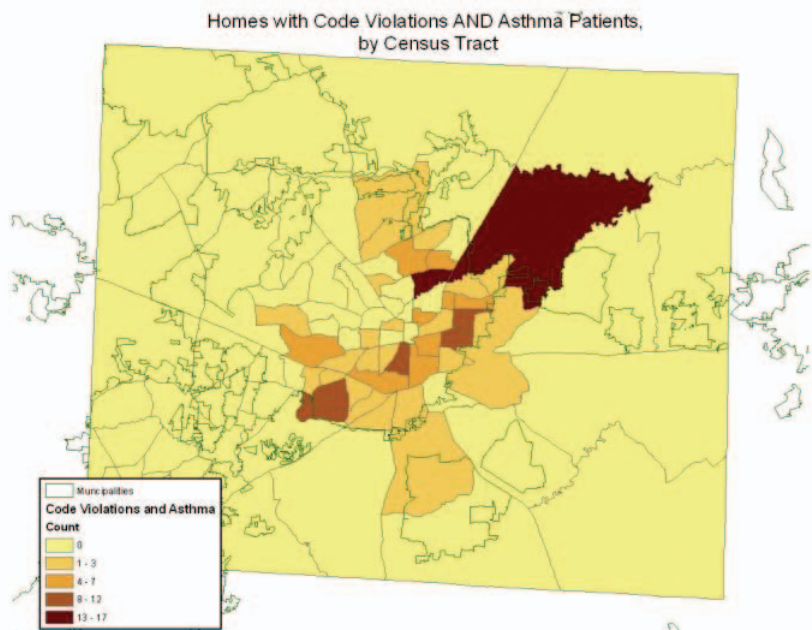 Homes with Code Violations AND Asthma Patients,
by Census Tract
Muncipalities
Code Violations and Asthma
Count
0
1 - 3
4 - 7
8 - 12
13 - 17